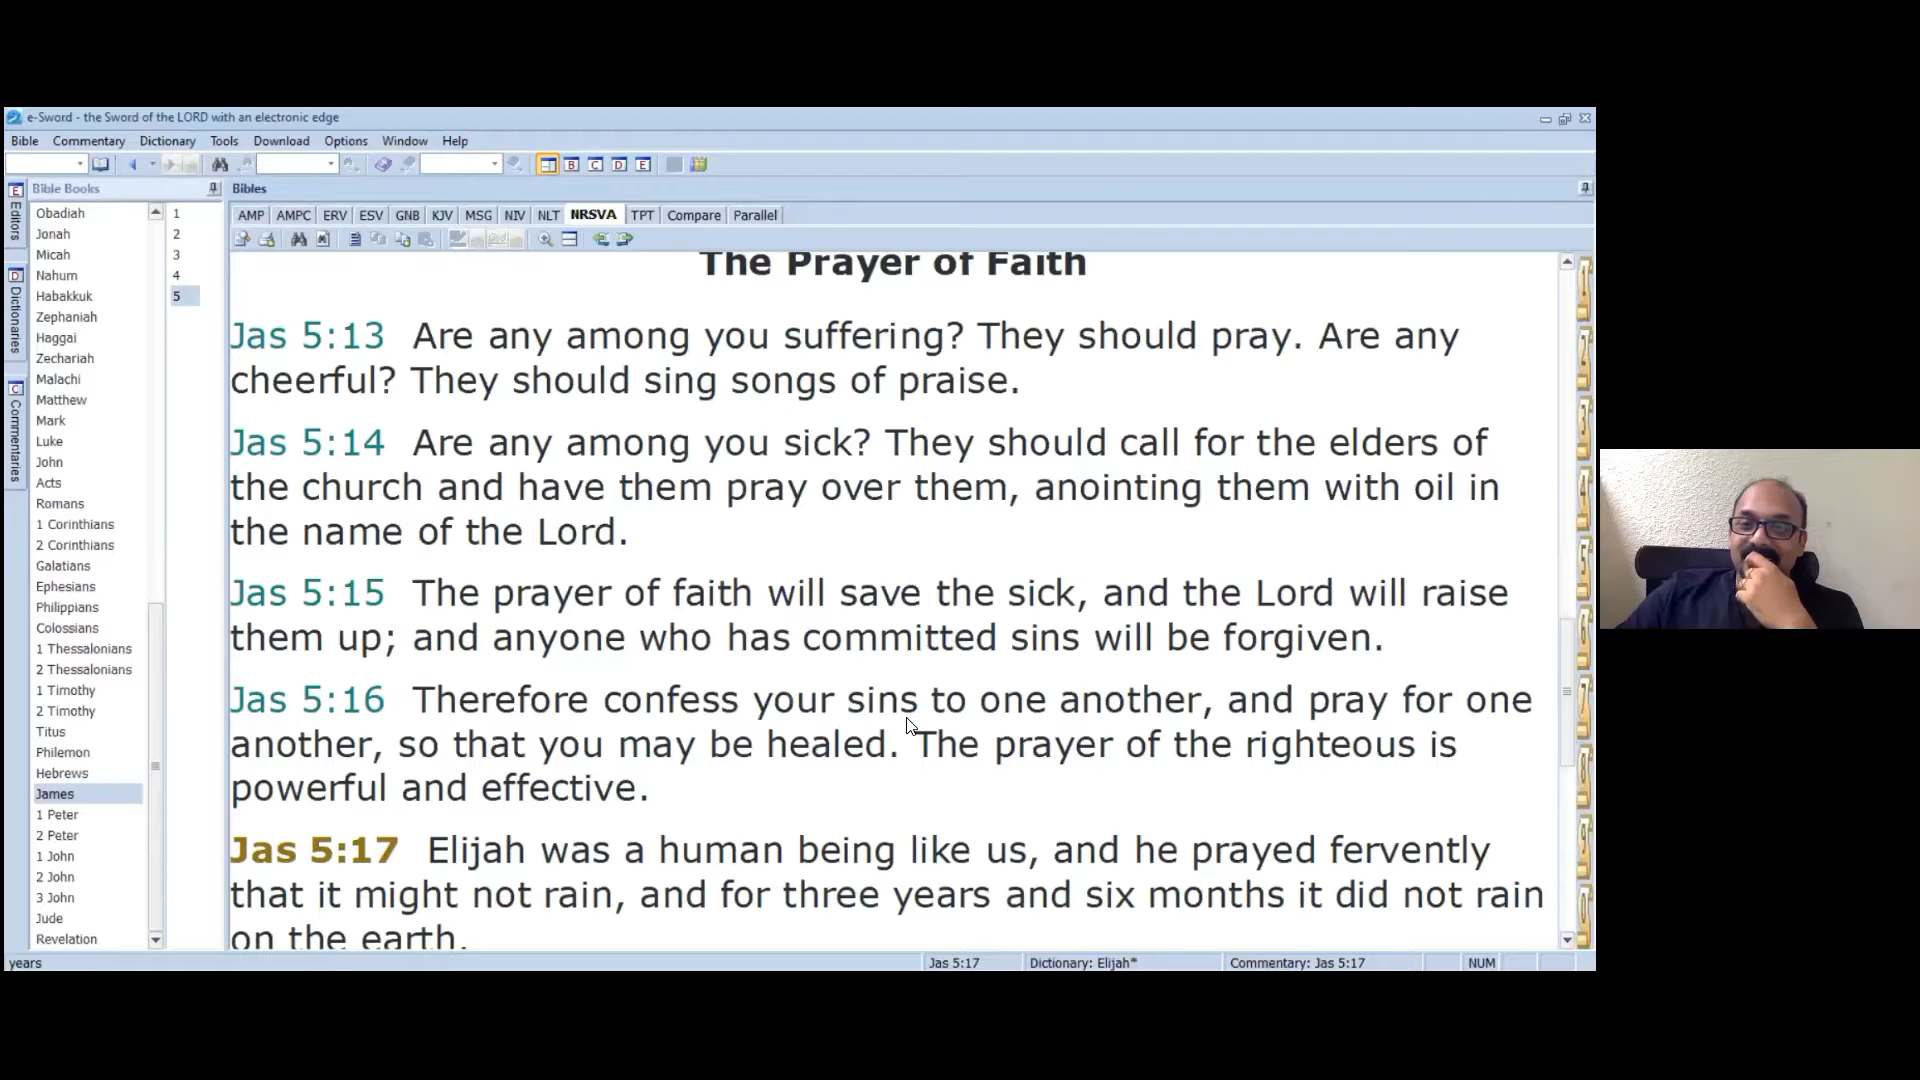 e-Sword - the Sword of the LORD with an electronic edge
Bible Commentary Dictionary Tools Download Options Window Help
B C D E
E Editors
D Dictionaries
C Commentaries
Bible Books
Obadiah
Jonah
Micah
Nahum
Habakkuk
Zephaniah
Haggai
Zechariah
Malachi
Matthew
Mark
Luke
John
Acts
Romans
1 Corinthians
2 Corinthians
Galatians
Ephesians
Philippians
Colossians
1 Thessalonians
2 Thessalonians
1 Timothy
2 Timothy
Titus
Philemon
Hebrews
James
1 Peter
2 Peter
1 John
2 John
3 John
Jude
Revelation
1
2
3
4
5
Bibles
AMP AMPC ERV ESV GNB KJV MSG NIV NLT NRSVA TPT Compare Parallel
The Prayer of Faith
Jas 5:13 Are any among you suffering? They should pray. Are any
cheerful? They should sing songs of praise.
Jas 5:14 Are any among you sick? They should call for the elders of
the church and have them pray over them, anointing them with oil in
the name of the Lord.
Jas 5:15 The prayer of faith will save the sick, and the Lord will raise
them up; and anyone who has committed sins will be forgiven.
Jas 5:16 Therefore confess your sins to one another, and pray for one
another, so that you may be healed. The prayer of the righteous is
powerful and effective.
Jas 5:17 Elijah was a human being like us, and he prayed fervently
that it might not rain, and for three years and six months it did not rain
on the earth.
1
2
3
4
5
6
7
8
9
0
years Jas 5:17 Dictionary: Elijah* Commentary: Jas 5:17 NUM